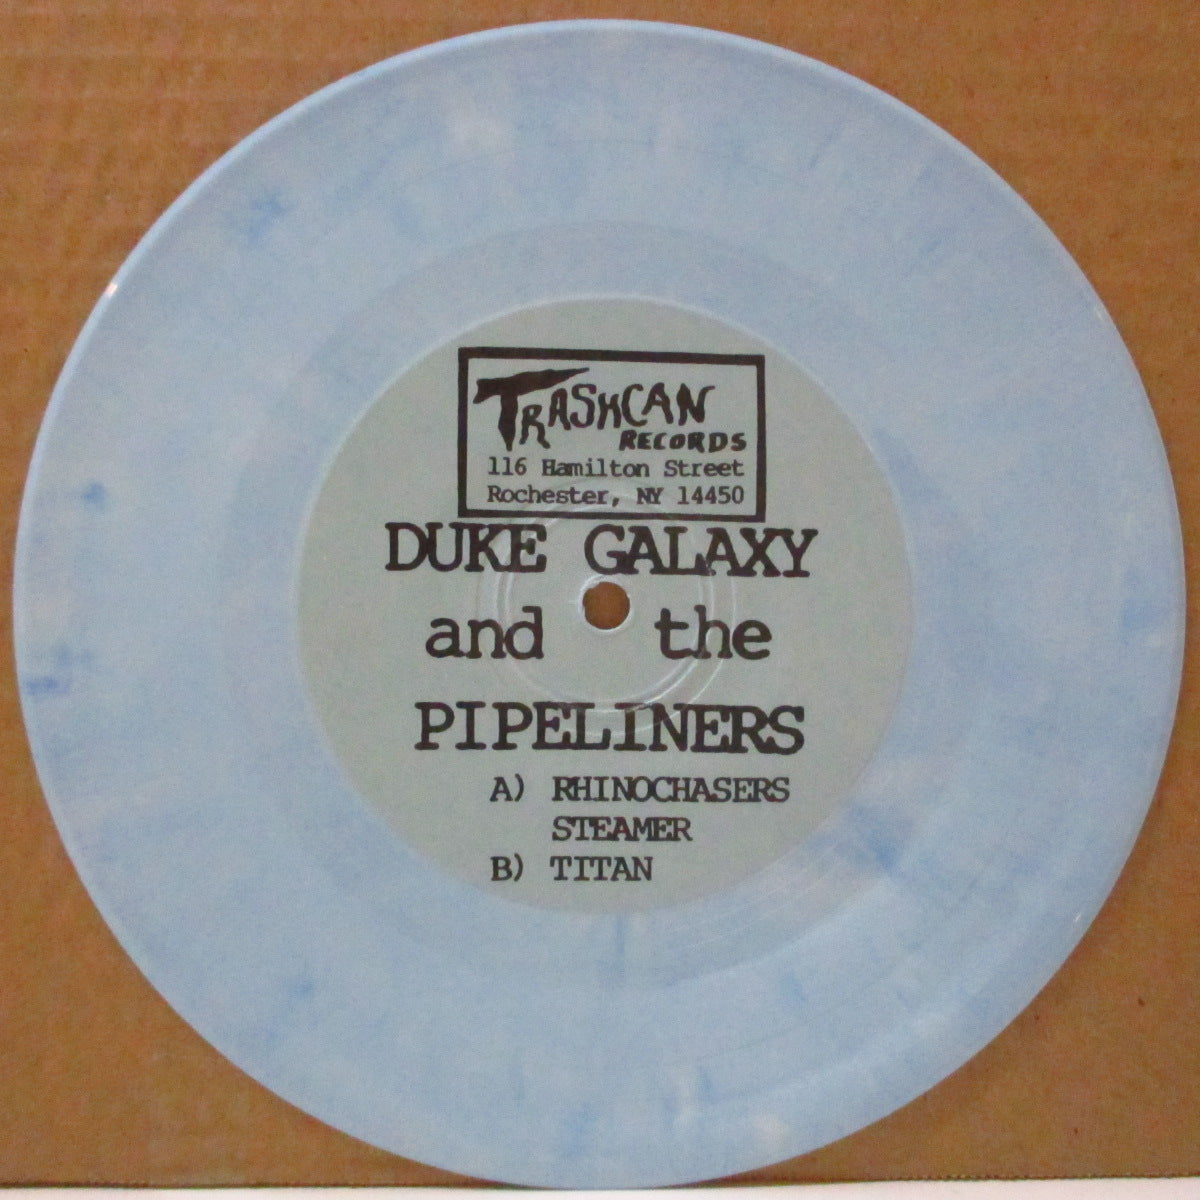 TRASHCAN
RECORDS
116 Hamilton Street
Rochester, NY 14450
DUKE GALAXY
and the
PIPELINERS
A) RHINOCHASERS
STEAMER
B) TITAN